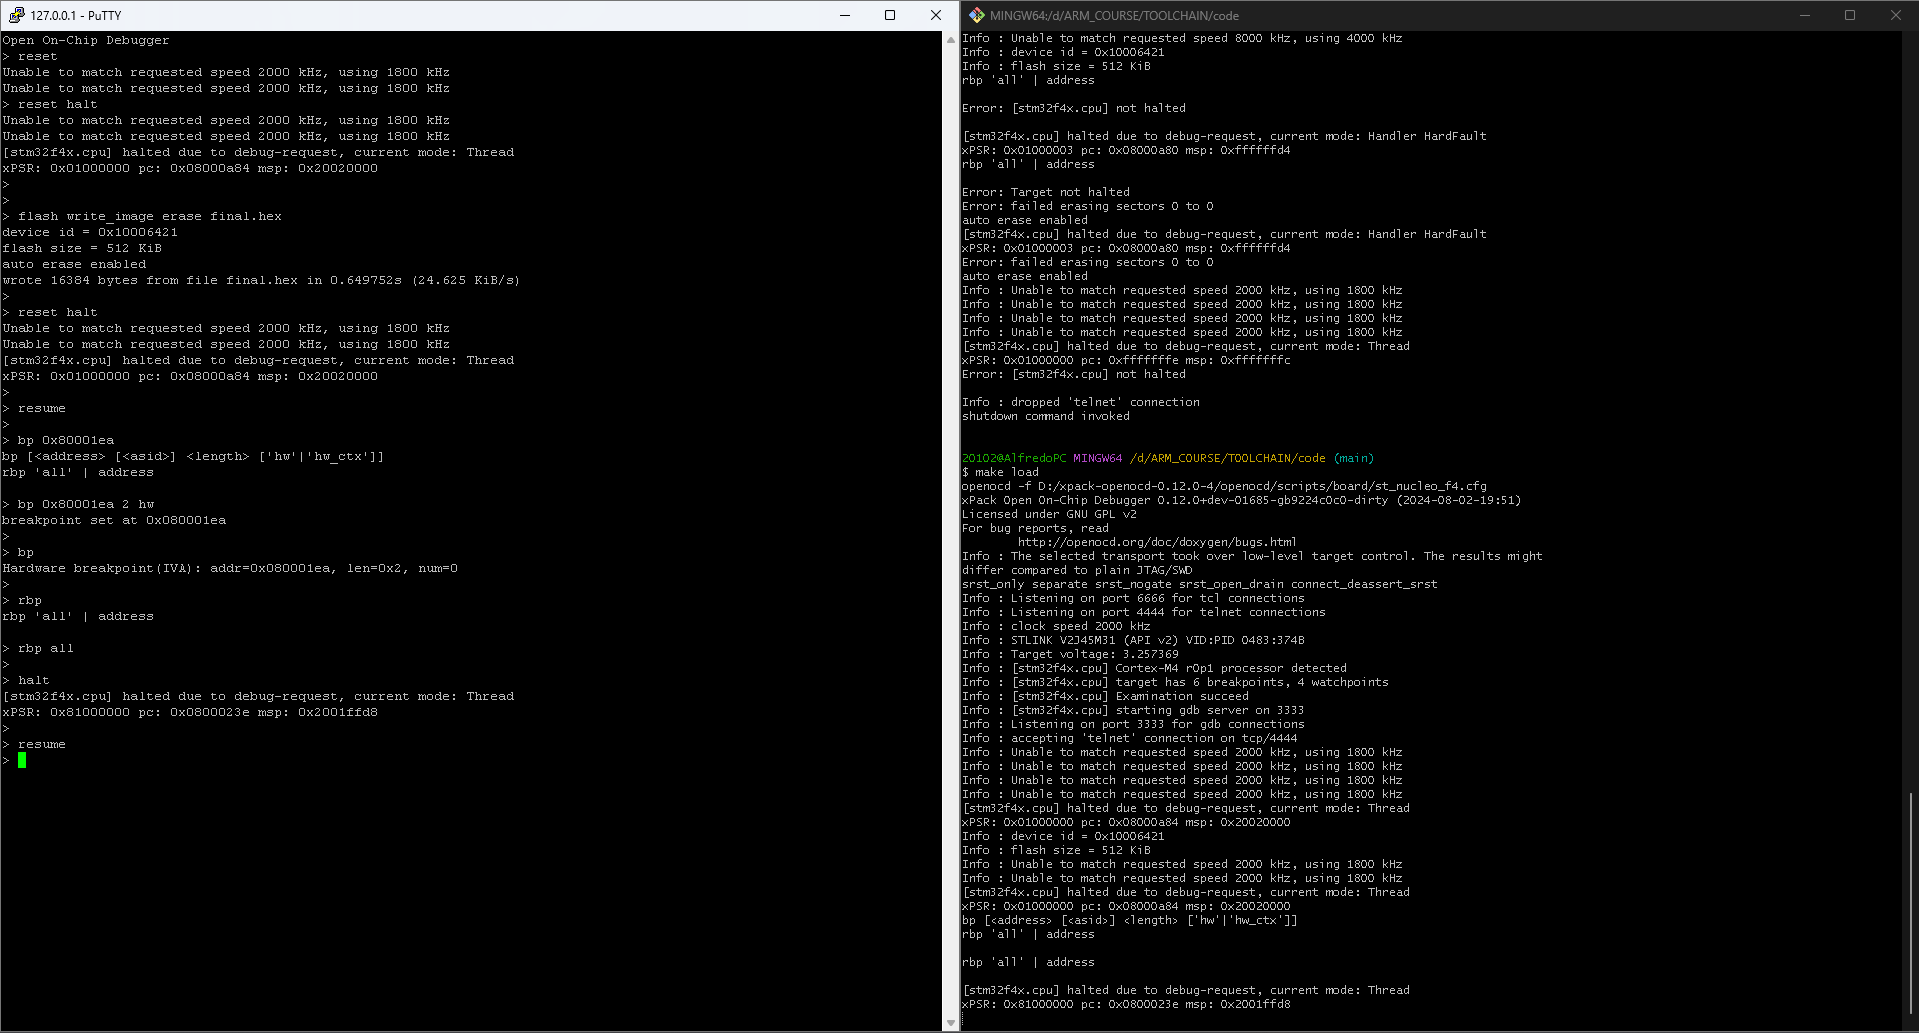 127.0.0.1 - PuTTY
Open On-Chip Debugger
> reset
Unable to match requested speed 2000 kHz, using 1800 kHz
Unable to match requested speed 2000 kHz, using 1800 kHz
> reset halt
Unable to match requested speed 2000 kHz, using 1800 kHz
Unable to match requested speed 2000 kHz, using 1800 kHz
[stm32f4x.cpu] halted due to debug-request, current mode: Thread
xPSR: 0x01000000 pc: 0x08000a84 msp: 0x20020000
>
>
> flash write_image erase final.hex
device id = 0x10006421
flash size = 512 KiB
auto erase enabled
wrote 16384 bytes from file final.hex in 0.649752s (24.625 KiB/s)
>
> reset halt
Unable to match requested speed 2000 kHz, using 1800 kHz
Unable to match requested speed 2000 kHz, using 1800 kHz
[stm32f4x.cpu] halted due to debug-request, current mode: Thread
xPSR: 0x01000000 pc: 0x08000a84 msp: 0x20020000
>
> resume
>
> bp 0x80001ea
bp [<address> [<asid>] <length> ['hw'|'hw_ctx']]
rbp 'all' | address
> bp 0x80001ea 2 hw
breakpoint set at 0x080001ea
>
> bp
Hardware breakpoint(IVA): addr=0x080001ea, len=0x2, num=0
>
> rbp
rbp 'all' | address
> rbp all
>
> halt
[stm32f4x.cpu] halted due to debug-request, current mode: Thread
xPSR: 0x81000000 pc: 0x0800023e msp: 0x2001ffd8
>
> resume
>
MINGW64:/d/ARM_COURSE/TOOLCHAIN/code
Info : Unable to match requested speed 8000 kHz, using 4000 kHz
Info : device id = 0x10006421
Info : flash size = 512 KiB
rbp 'all' | address
Error: [stm32f4x.cpu] not halted
[stm32f4x.cpu] halted due to debug-request, current mode: Handler HardFault
xPSR: 0x01000003 pc: 0x08000a80 msp: 0xffffffd4
rbp 'all' | address
Error: Target not halted
Error: failed erasing sectors 0 to 0
auto erase enabled
[stm32f4x.cpu] halted due to debug-request, current mode: Handler HardFault
xPSR: 0x01000003 pc: 0x08000a80 msp: 0xffffffd4
Error: failed erasing sectors 0 to 0
auto erase enabled
Info : Unable to match requested speed 2000 kHz, using 1800 kHz
Info : Unable to match requested speed 2000 kHz, using 1800 kHz
Info : Unable to match requested speed 2000 kHz, using 1800 kHz
Info : Unable to match requested speed 2000 kHz, using 1800 kHz
[stm32f4x.cpu] halted due to debug-request, current mode: Thread
xPSR: 0x01000000 pc: 0xfffffffe msp: 0xfffffffc
Error: [stm32f4x.cpu] not halted
Info : dropped 'telnet' connection
shutdown command invoked
20102@AlfredoPC MINGW64 /d/ARM_COURSE/TOOLCHAIN/code (main)
$ make load
openocd -f D:/xpack-openocd-0.12.0-4/openocd/scripts/board/st_nucleo_f4.cfg
xPack Open On-Chip Debugger 0.12.0+dev-01685-gb9224c0c0-dirty (2024-08-02-19:51)
Licensed under GNU GPL v2
For bug reports, read
http://openocd.org/doc/doxygen/bugs.html
Info : The selected transport took over low-level target control. The results might
differ compared to plain JTAG/SWD
srst_only separate srst_nogate srst_open_drain connect_deassert_srst
Info : Listening on port 6666 for tcl connections
Info : Listening on port 4444 for telnet connections
Info : clock speed 2000 kHz
Info : STLINK V2J45M31 (API v2) VID:PID 0483:374B
Info : Target voltage: 3.257369
Info : [stm32f4x.cpu] Cortex-M4 r0p1 processor detected
Info : [stm32f4x.cpu] target has 6 breakpoints, 4 watchpoints
Info : [stm32f4x.cpu] Examination succeed
Info : [stm32f4x.cpu] starting gdb server on 3333
Info : Listening on port 3333 for gdb connections
Info : accepting 'telnet' connection on tcp/4444
Info : Unable to match requested speed 2000 kHz, using 1800 kHz
Info : Unable to match requested speed 2000 kHz, using 1800 kHz
Info : Unable to match requested speed 2000 kHz, using 1800 kHz
Info : Unable to match requested speed 2000 kHz, using 1800 kHz
[stm32f4x.cpu] halted due to debug-request, current mode: Thread
xPSR: 0x01000000 pc: 0x08000a84 msp: 0x20020000
Info : device id = 0x10006421
Info : flash size = 512 KiB
Info : Unable to match requested speed 2000 kHz, using 1800 kHz
Info : Unable to match requested speed 2000 kHz, using 1800 kHz
[stm32f4x.cpu] halted due to debug-request, current mode: Thread
xPSR: 0x01000000 pc: 0x08000a84 msp: 0x20020000
bp [<address> [<asid>] <length> ['hw'|'hw_ctx']]
rbp 'all' | address
rbp 'all' | address
[stm32f4x.cpu] halted due to debug-request, current mode: Thread
xPSR: 0x81000000 pc: 0x0800023e msp: 0x2001ffd8